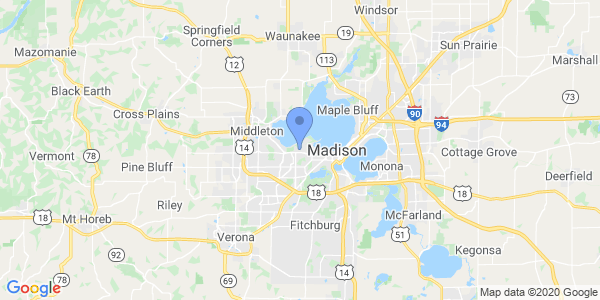 Windsor
Springfield
Corners
Waunakee
19
Sun Prairie
Mazomanie
113
Marshall
12
Black Earth
Maple Bluff
73
Cross Plains
90
94
Middleton
14
Madison
Vermont
78
Cottage Grove
Pine Bluff
Monona
Deerfield
18
18
Riley
18
Mt Horeb
McFarland
Fitchburg
Verona
51
92
Kegonsa
14
69
78
Google
Map data ©2020 Google